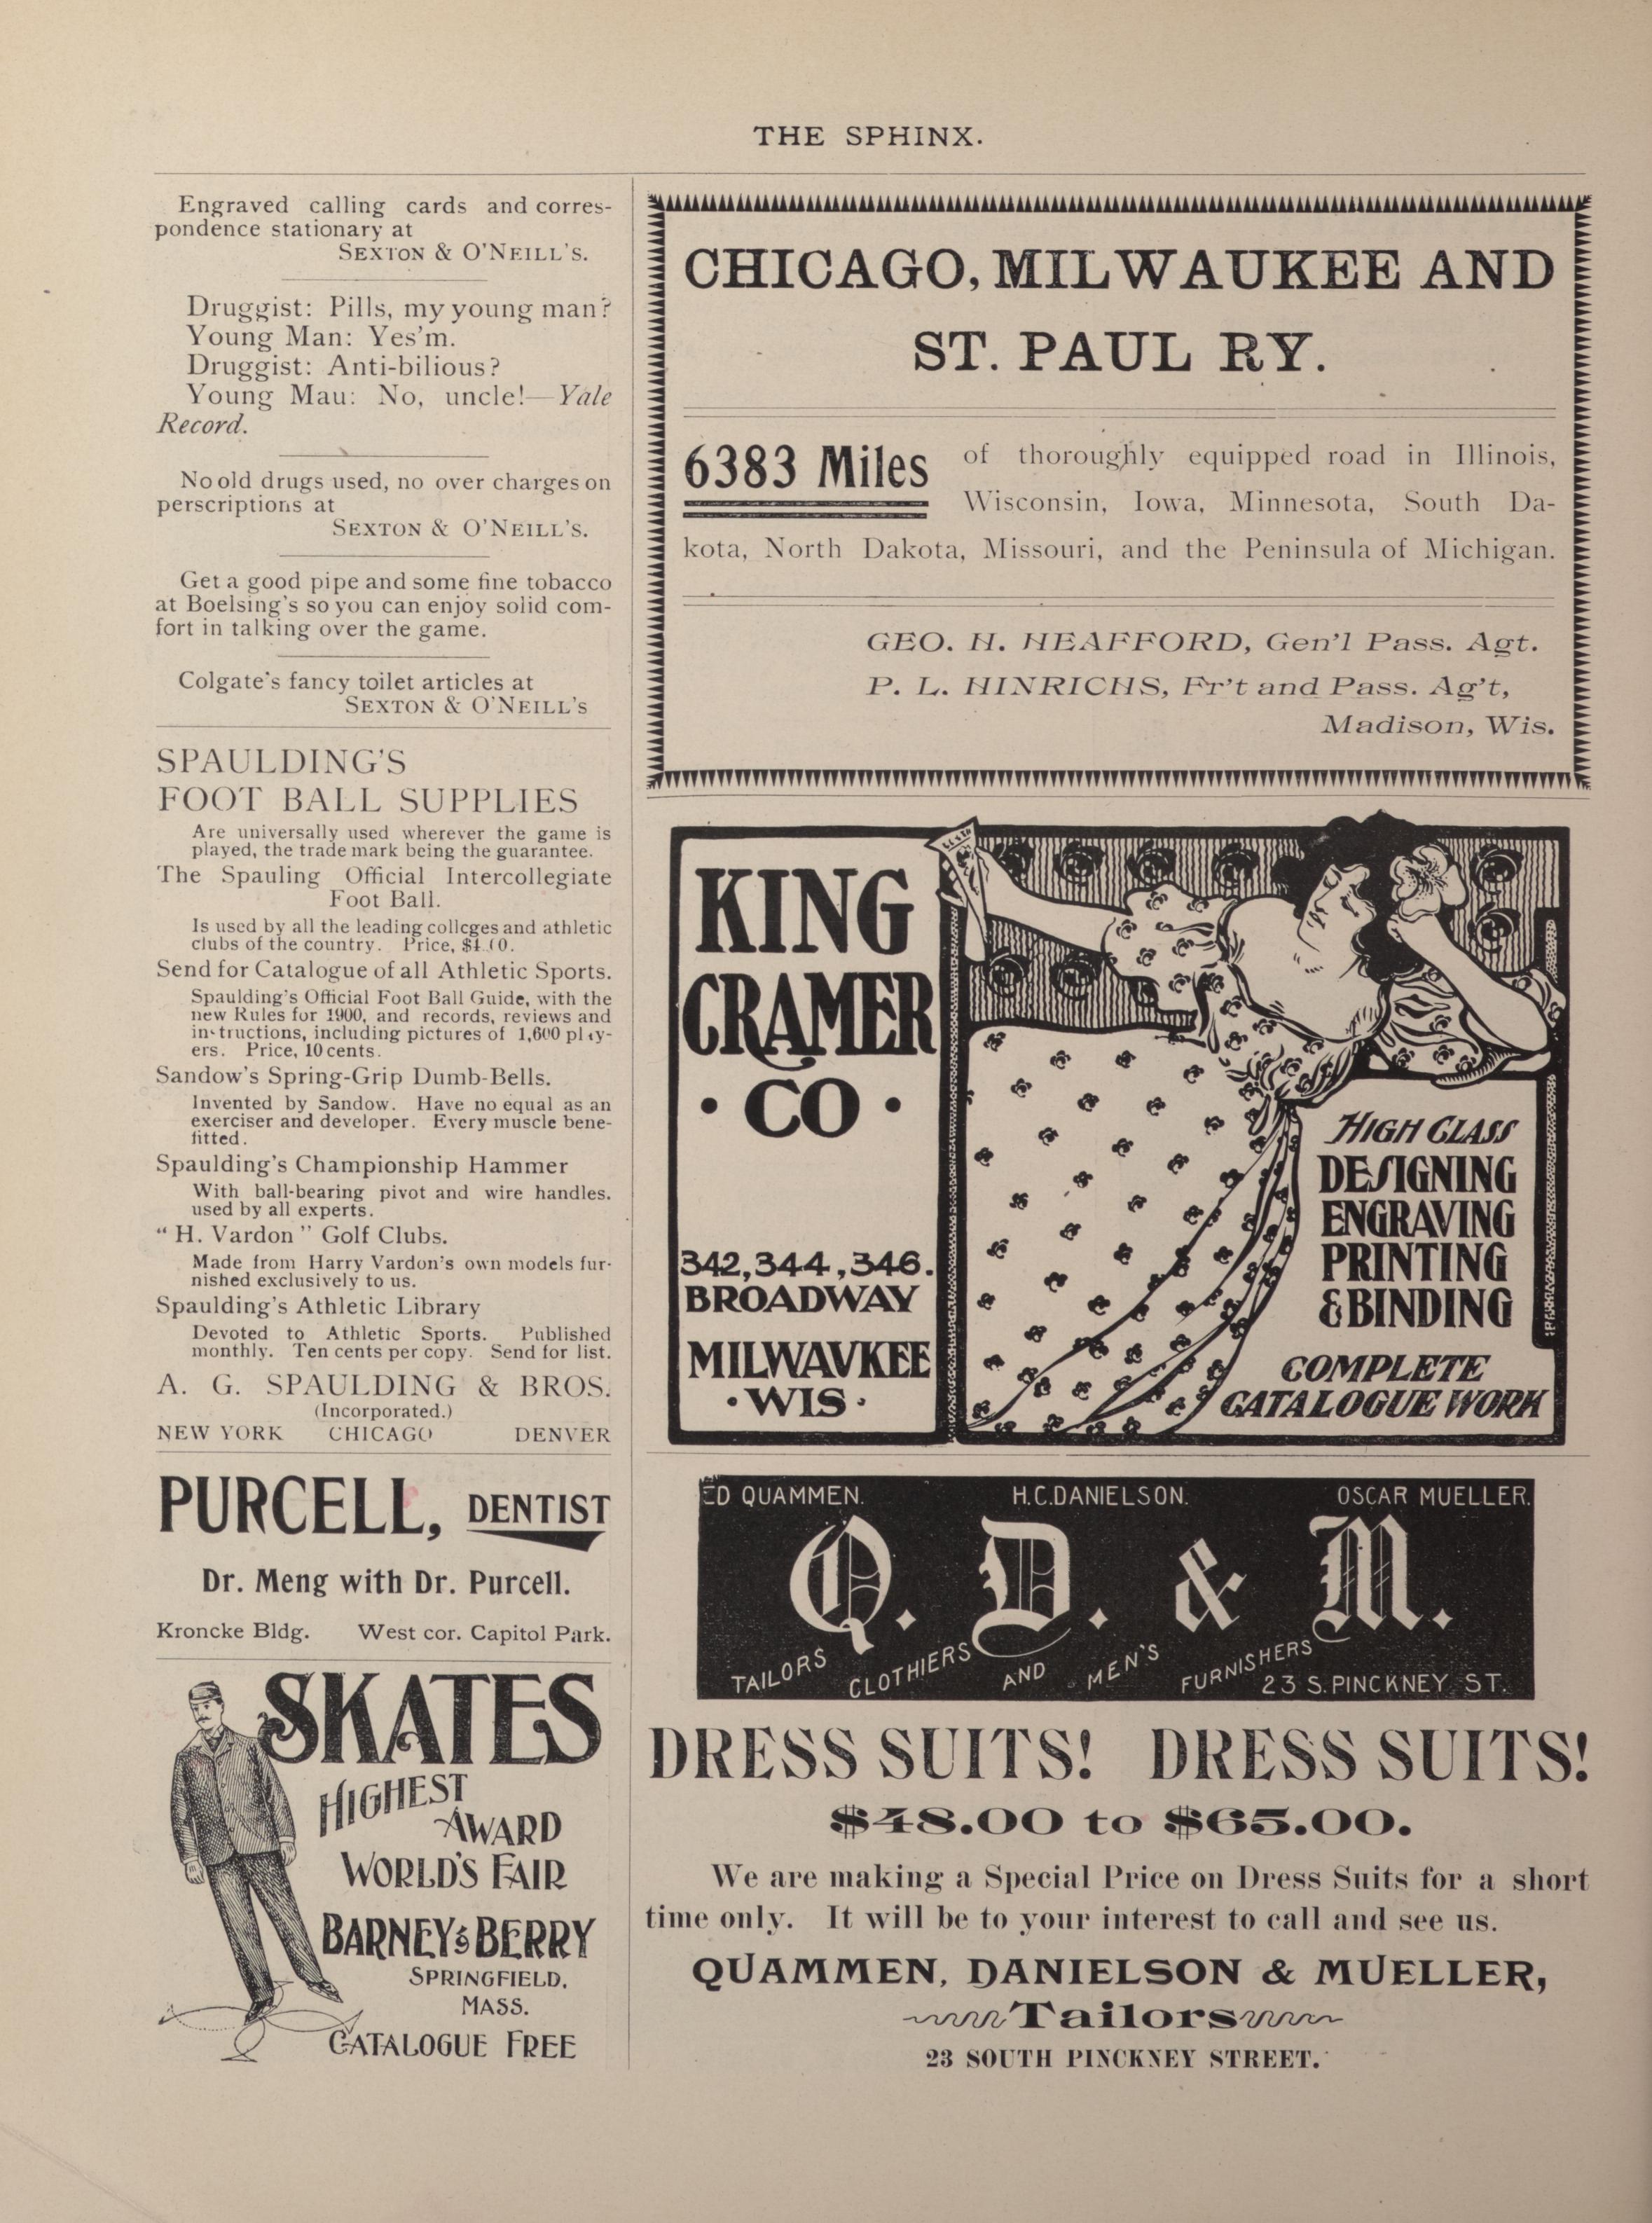 THE SPHINX.
Engraved calling cards and corres-
pondence stationary at
SEXTON & O'NEILL'S.
Druggist: Pills, my young man?
Young Man: Yes'm.
Druggist: Anti-bilious?
Young Mau: No, uncle!—Yale
Record.
No old drugs used, no over charges on
perscriptions at
SEXTON & O'NEILL'S.
Get a good pipe and some fine tobacco
at Boelsing's so you can enjoy solid com-
fort in talking over the game.
Colgate's fancy toilet articles at
SEXTON & O'NEILL'S
SPAULDING'S
FOOT BALL SUPPLIES
Are universally used wherever the game is
played, the trade mark being the guarantee.
The Spauling Official Intercollegiate
Foot Ball.
Is used by all the leading colleges and athletic
clubs of the country. Price,
Send for Catalogue of all Athletic Sports.
Spaulding's Official Foot Ball Guide, with the
new Rules for 1900, and records, reviews and
instructions, including pictures of 1,600 play-
ers. Price, 10 cents.
Sandow's Spring-Grip Dumb-Bells.
Invented by Sandow. Have no equal as an
exerciser and developer. Every muscle bene-
fitted.
Spaulding's Championship Hammer
With ball-bearing pivot and wire handles.
used by all experts.
"H. Vardon" Golf Clubs.
Made from Harry Vardon's own models fur-
nished exclusively to us.
Spaulding's Athletic Library
Devoted to Athletic Sports. Published
monthly. Ten cents per copy. Send for list.
A. G. SPAULDING & BROS.
(Incorporated.)
NEW YORK CHICAGO DENVER
PURCELL, DENTIST
Dr. Meng with Dr. Purcell.
Kroncke Bldg. West cor. Capitol Park.
SKATES
HIGHEST
AWARD
WORLD'S FAIR
BARNEY & BERRY
SPRINGFIELD,
MASS.
CATALOGUE FREE
CHICAGO, MILWAUKEE AND
ST. PAUL RY.
6383 Miles of thoroughly equipped road in Illinois,
Wisconsin, Iowa, Minnesota, South Da-
kota, North Dakota, Missouri, and the Peninsula of Michigan.
GEO. H. HEAFFORD, Gen'l Pass. Agt.
P. L. HINRICHS, Fr't and Pass. Ag't,
Madison, Wis.
KING
CRAMER
·CO·
342,344,346.
BROADWAY
MILWAVKEE
·WIS·
HIGH CLASS
DESIGNING
ENGRAVING
PRINTING
& BINDING
COMPLETE
CATALOGUE WORK
ED QUAMMEN. H.C.DANIELSON. OSCAR MUELLER.
Q. D. & M.
TAILORS CLOTHIERS AND MEN'S FURNISHERS
23 S. PINCKNEY ST.
DRESS SUITS! DRESS SUITS!
$48.00 to $65.00.
We are making a Special Price on Dress Suits for a short
time only. It will be to your interest to call and see us.
QUAMMEN, DANIELSON & MUELLER,
Tailors
23 SOUTH PINCKNEY STREET.